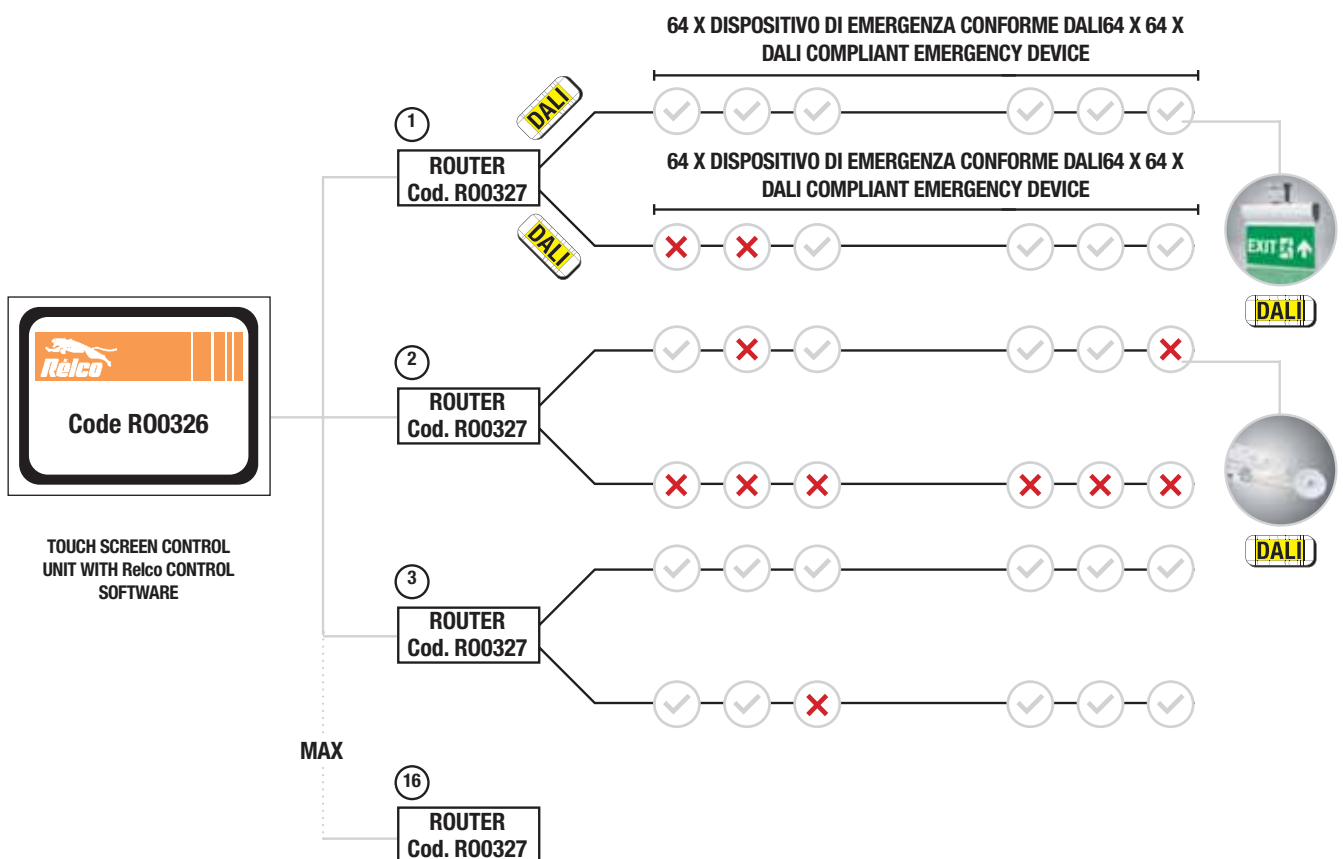 64 X DISPOSITIVO DI EMERGENZA CONFORME DALI64 X 64 X
DALI COMPLIANT EMERGENCY DEVICE
DALI
1
ROUTER
Cod. RO0327
64 X DISPOSITIVO DI EMERGENZA CONFORME DALI64 X 64 X
DALI COMPLIANT EMERGENCY DEVICE
DALI
EXIT
DALI
Relco
Code RO0326
2
ROUTER
Cod. RO0327
TOUCH SCREEN CONTROL
UNIT WITH Relco CONTROL
SOFTWARE
DALI
3
ROUTER
Cod. RO0327
MAX
16
ROUTER
Cod. RO0327